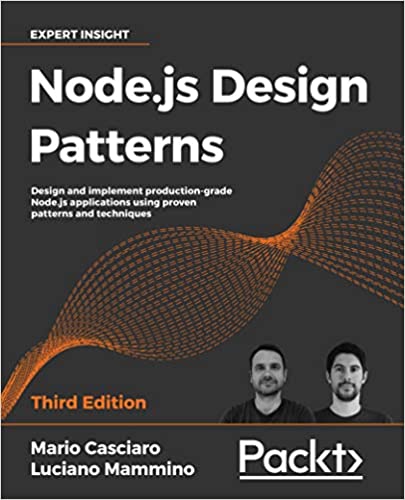 EXPERT INSIGHT
Node.js Design
Patterns
Design and implement production-grade
Node.js applications using proven
patterns and techniques
Third Edition
Mario Casciaro
Luciano Mammino
Packt>